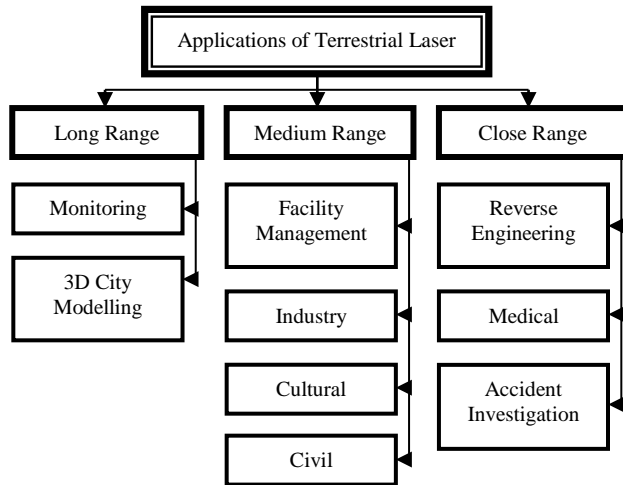 Applications of Terrestrial Laser
Long Range
Medium Range
Close Range
Monitoring
3D City
Modelling
Facility
Management
Industry
Cultural
Civil
Reverse
Engineering
Medical
Accident
Investigation